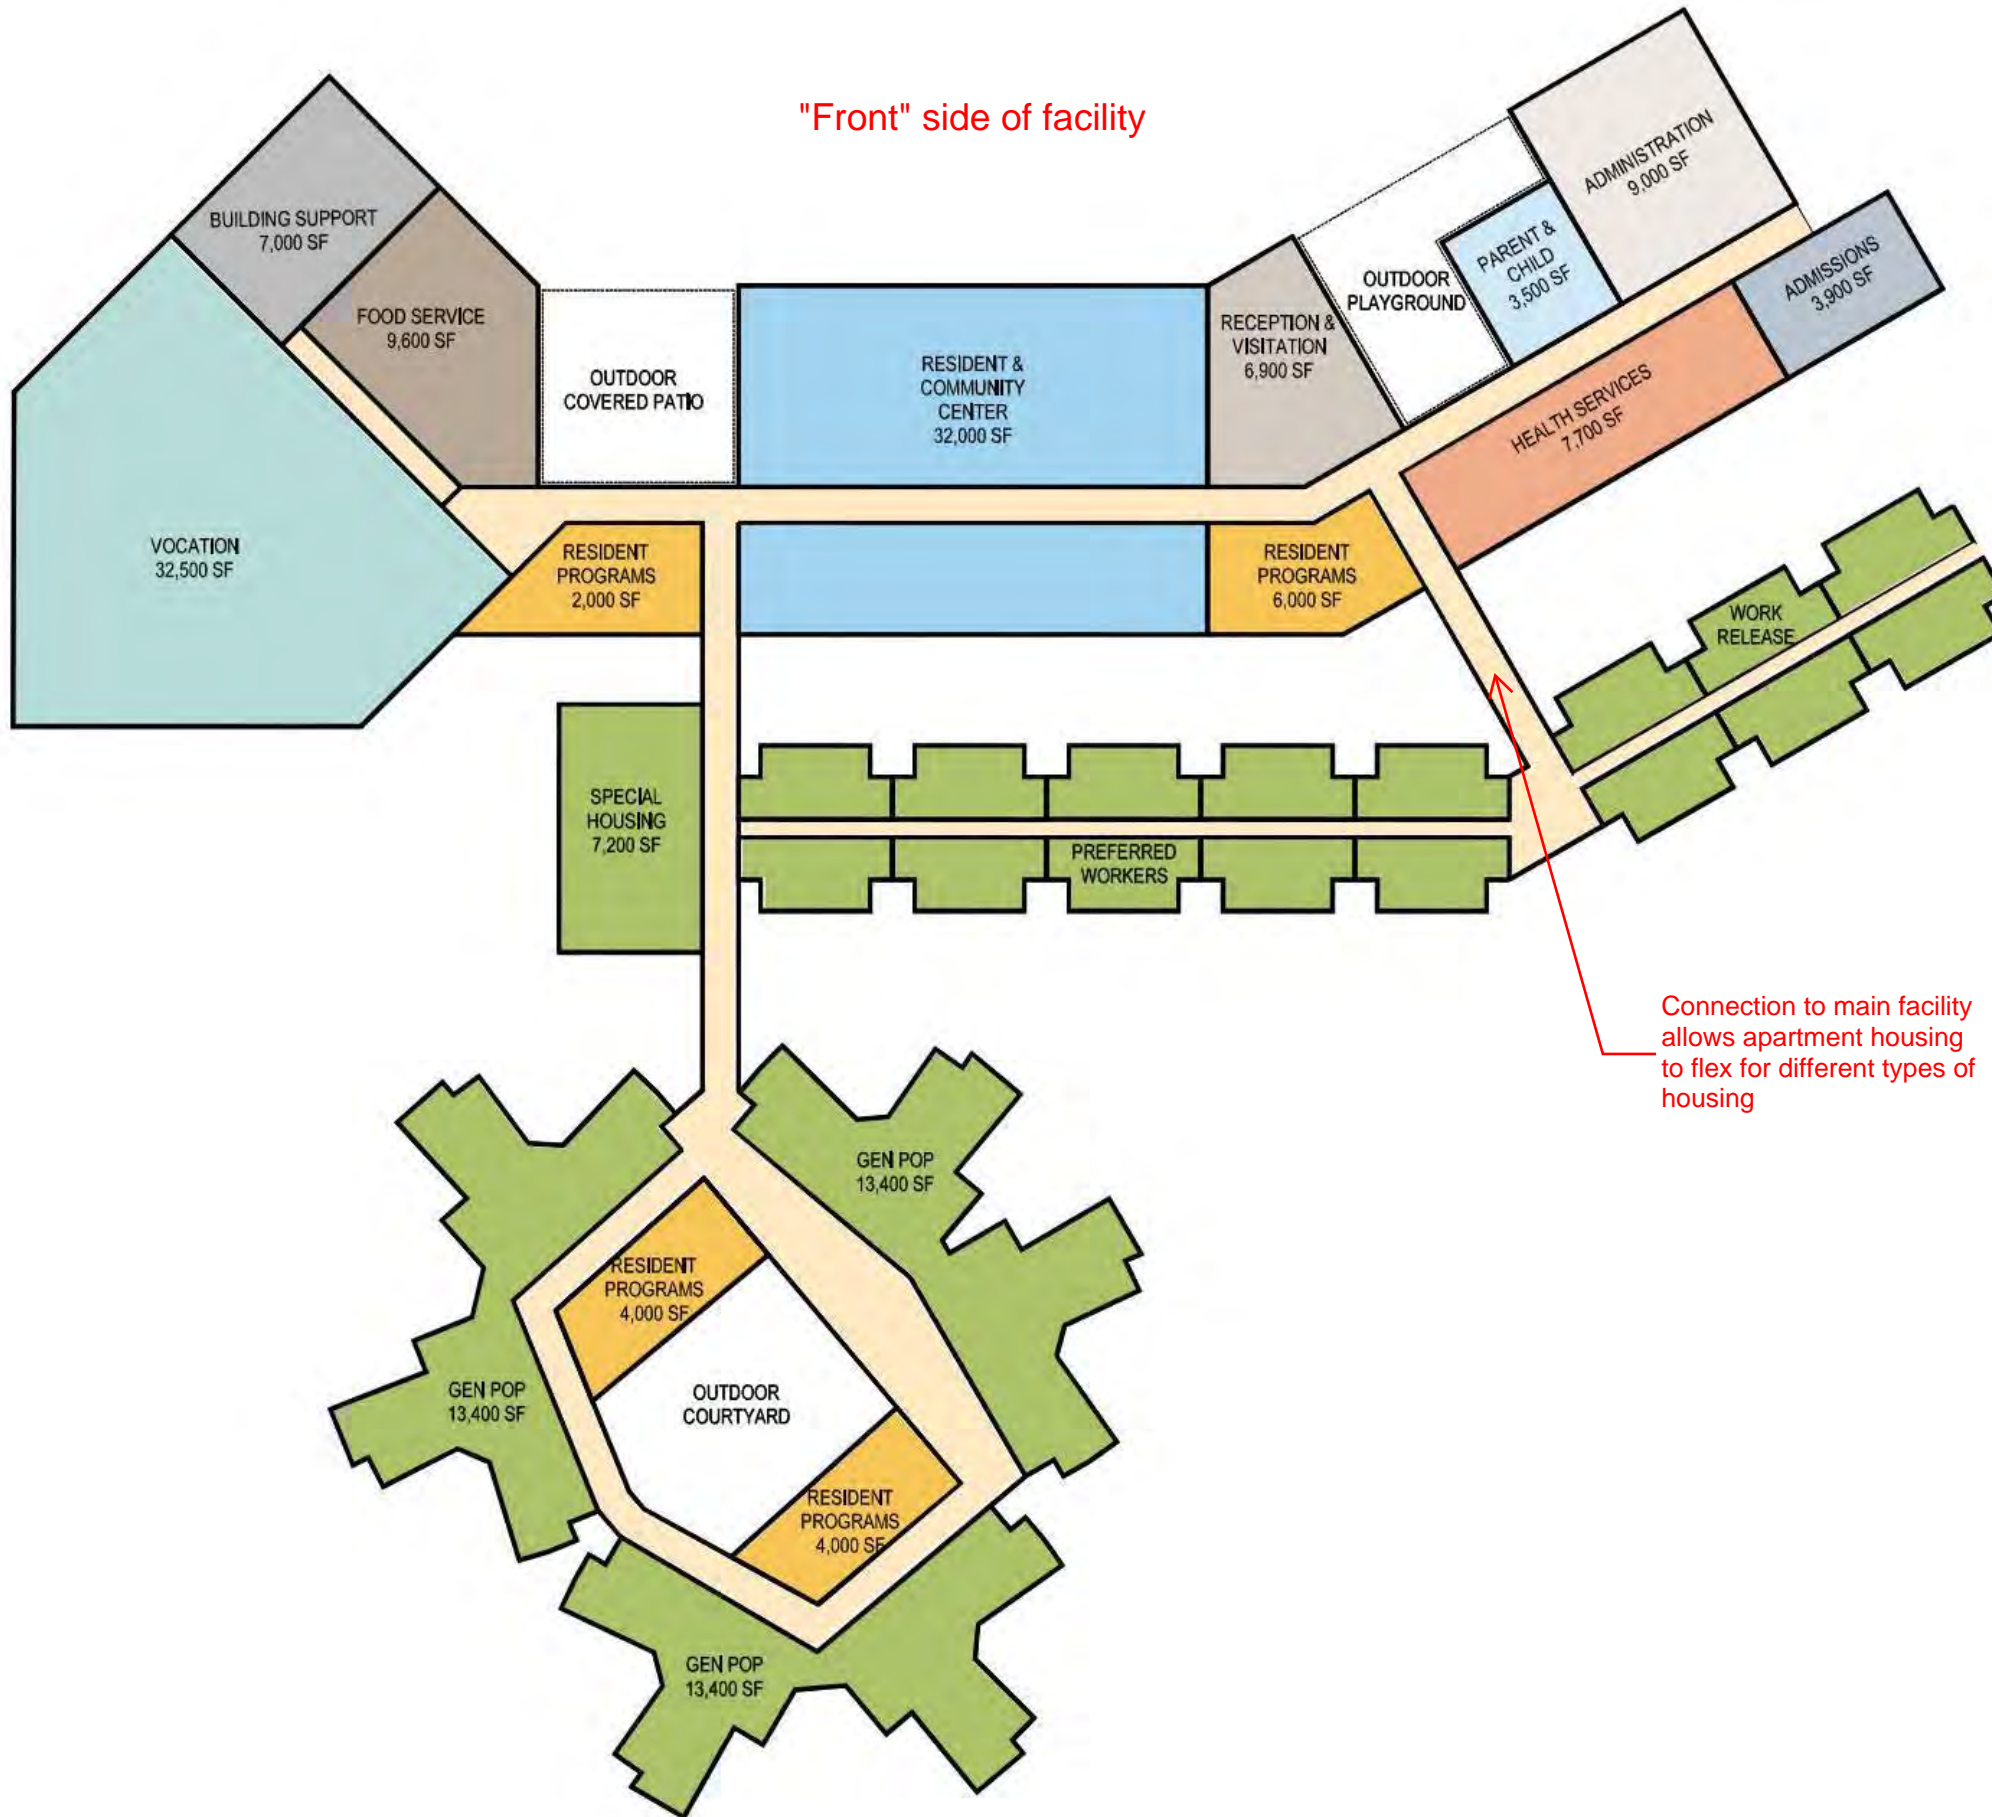 "Front" side of facility
BUILDING SUPPORT
7,000 SF
FOOD SERVICE
9,600 SF
OUTDOOR
COVERED PATIO
RESIDENT &
COMMUNITY
CENTER
32,000 SF
RECEPTION &
VISITATION
6,900 SF
OUTDOOR
PLAYGROUND
PARENT &
CHILD
3,500 SF
ADMINISTRATION
9,000 SF
ADMISSIONS
3,900 SF
HEALTH SERVICES
7,700 SF
VOCATION
32,500 SF
RESIDENT
PROGRAMS
2,000 SF
RESIDENT
PROGRAMS
6,000 SF
WORK
RELEASE
SPECIAL
HOUSING
7,200 SF
PREFERRED
WORKERS
Connection to main facility
allows apartment housing
to flex for different types of
housing
GEN POP
13,400 SF
RESIDENT
PROGRAMS
4,000 SF
GEN POP
13,400 SF
OUTDOOR
COURTYARD
RESIDENT
PROGRAMS
4,000 SF
GEN POP
13,400 SF